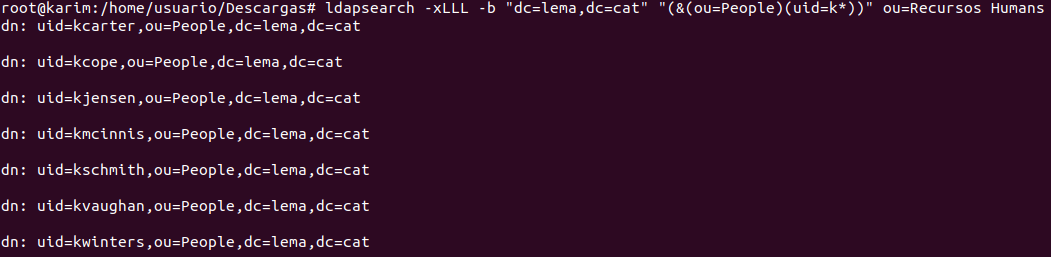 root@karim:/home/usuario/Descargas# ldapsearch -xLLL -b "dc=lema,dc=cat" "(&(ou=People)(uid=k*))" ou=Recursos Humans
dn: uid=kcarter,ou=People,dc=lema,dc=cat
dn: uid=kcope,ou=People,dc=lema,dc=cat
dn: uid=kjensen,ou=People,dc=lema,dc=cat
dn: uid=kmcinnis,ou=People,dc=lema,dc=cat
dn: uid=kschmith,ou=People,dc=lema,dc=cat
dn: uid=kvaughan,ou=People,dc=lema,dc=cat
dn: uid=kwinters,ou=People,dc=lema,dc=cat